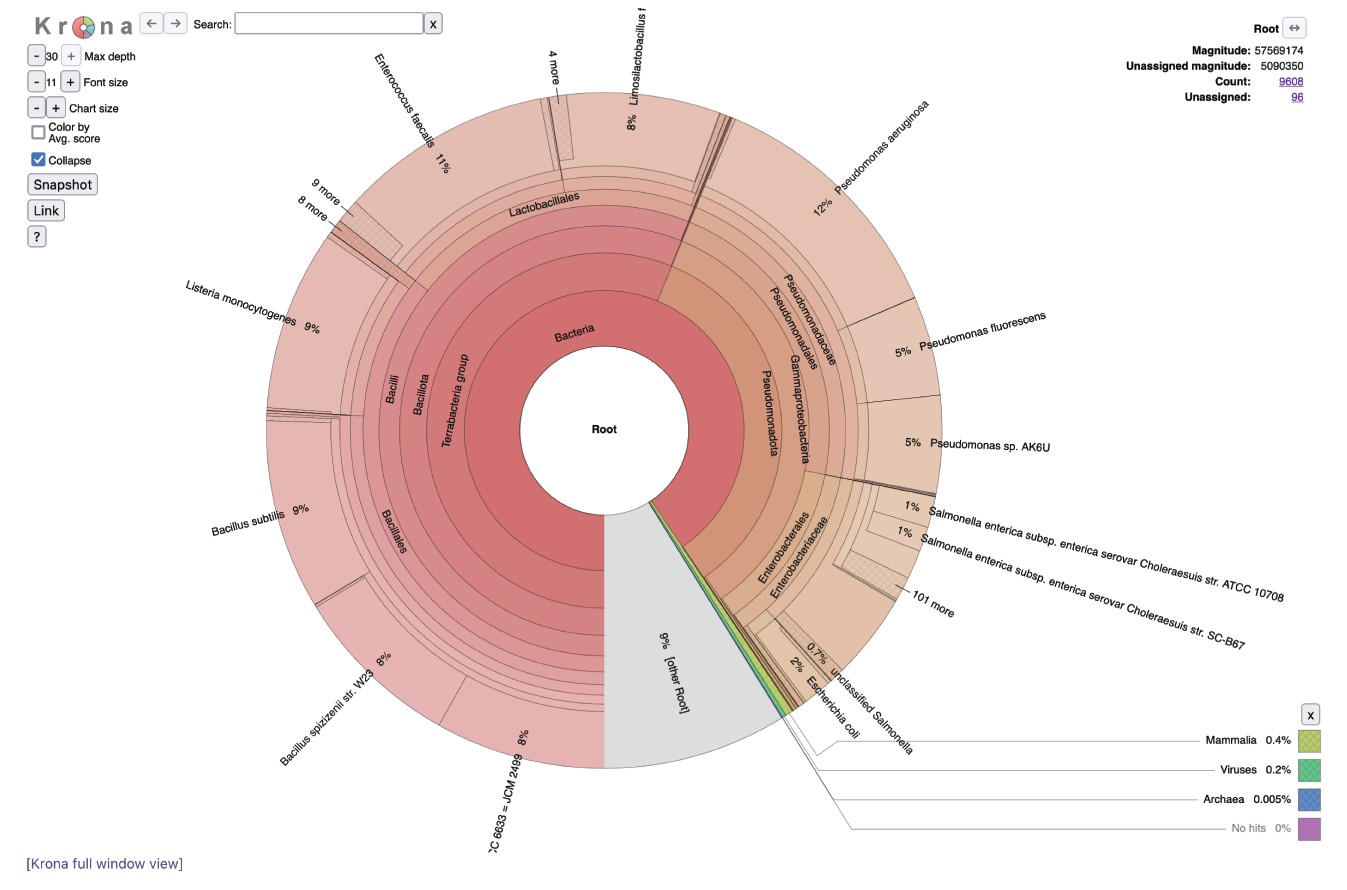 Krona
← → Search: x
- 30 + Max depth
- 11 + Font size
- + Chart size
Color by
Avg. score
Collapse
Snapshot
Link
?
Root ↔
Magnitude: 57569174
Unassigned magnitude: 5090350
Count: 9608
Unassigned: 96
4 more
8% Limosilactobacillus f
Enterococcus faecalis 11%
9 more
8 more
Listeria monocytogenes 9%
Bacillus subtilis 9%
Bacillus spizizenii str. W23 8%
C 6633 = JCM 2499 8%
12% Pseudomonas aeruginosa
5% Pseudomonas fluorescens
5% Pseudomonas sp. AK6U
1% Salmonella enterica subsp. enterica serovar Choleraesuis str. ATCC 10708
1% Salmonella enterica subsp. enterica serovar Choleraesuis str. SC-B67
101 more
0.7% unclassified Salmonella
2% Escherichia coli
9% [other Root]
Lactobacillales
Bacteria
Terrabacteria group
Bacillota
Bacilli
Bacillales
Root
Pseudomonadota
Gammaproteobacteria
Pseudomonadales
Pseudomonadaceae
Enterobacterales
Enterobacteriaceae
x
Mammalia 0.4%
Viruses 0.2%
Archaea 0.005%
No hits 0%
[Krona full window view]